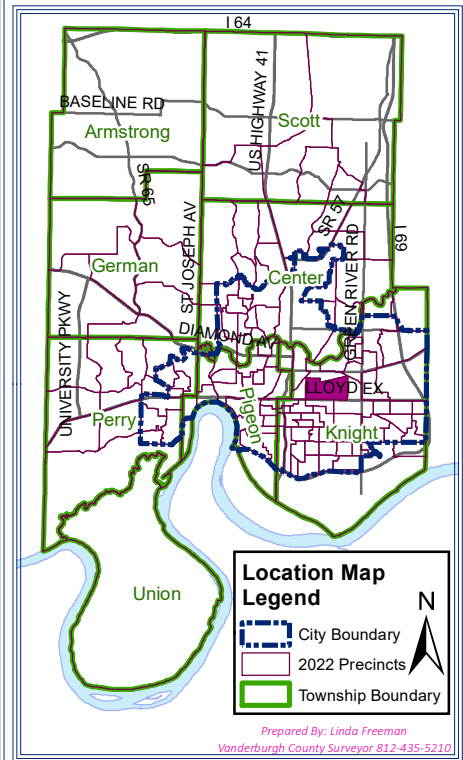 I 64
BASELINE RD
Armstrong
US HIGHWAY 41
Scott
SR 65
ST JOSEPH AV
SR 57
German
Center
GREEN RIVER RD
I 69
UNIVERSITY PKWY
DIAMOND AV
LLOYD EX
Perry
Pigeon
Knight
Union
Location Map
Legend
N
City Boundary
2022 Precincts
Township Boundary
Prepared By: Linda Freeman
Vanderburgh County Surveyor 812-435-5210